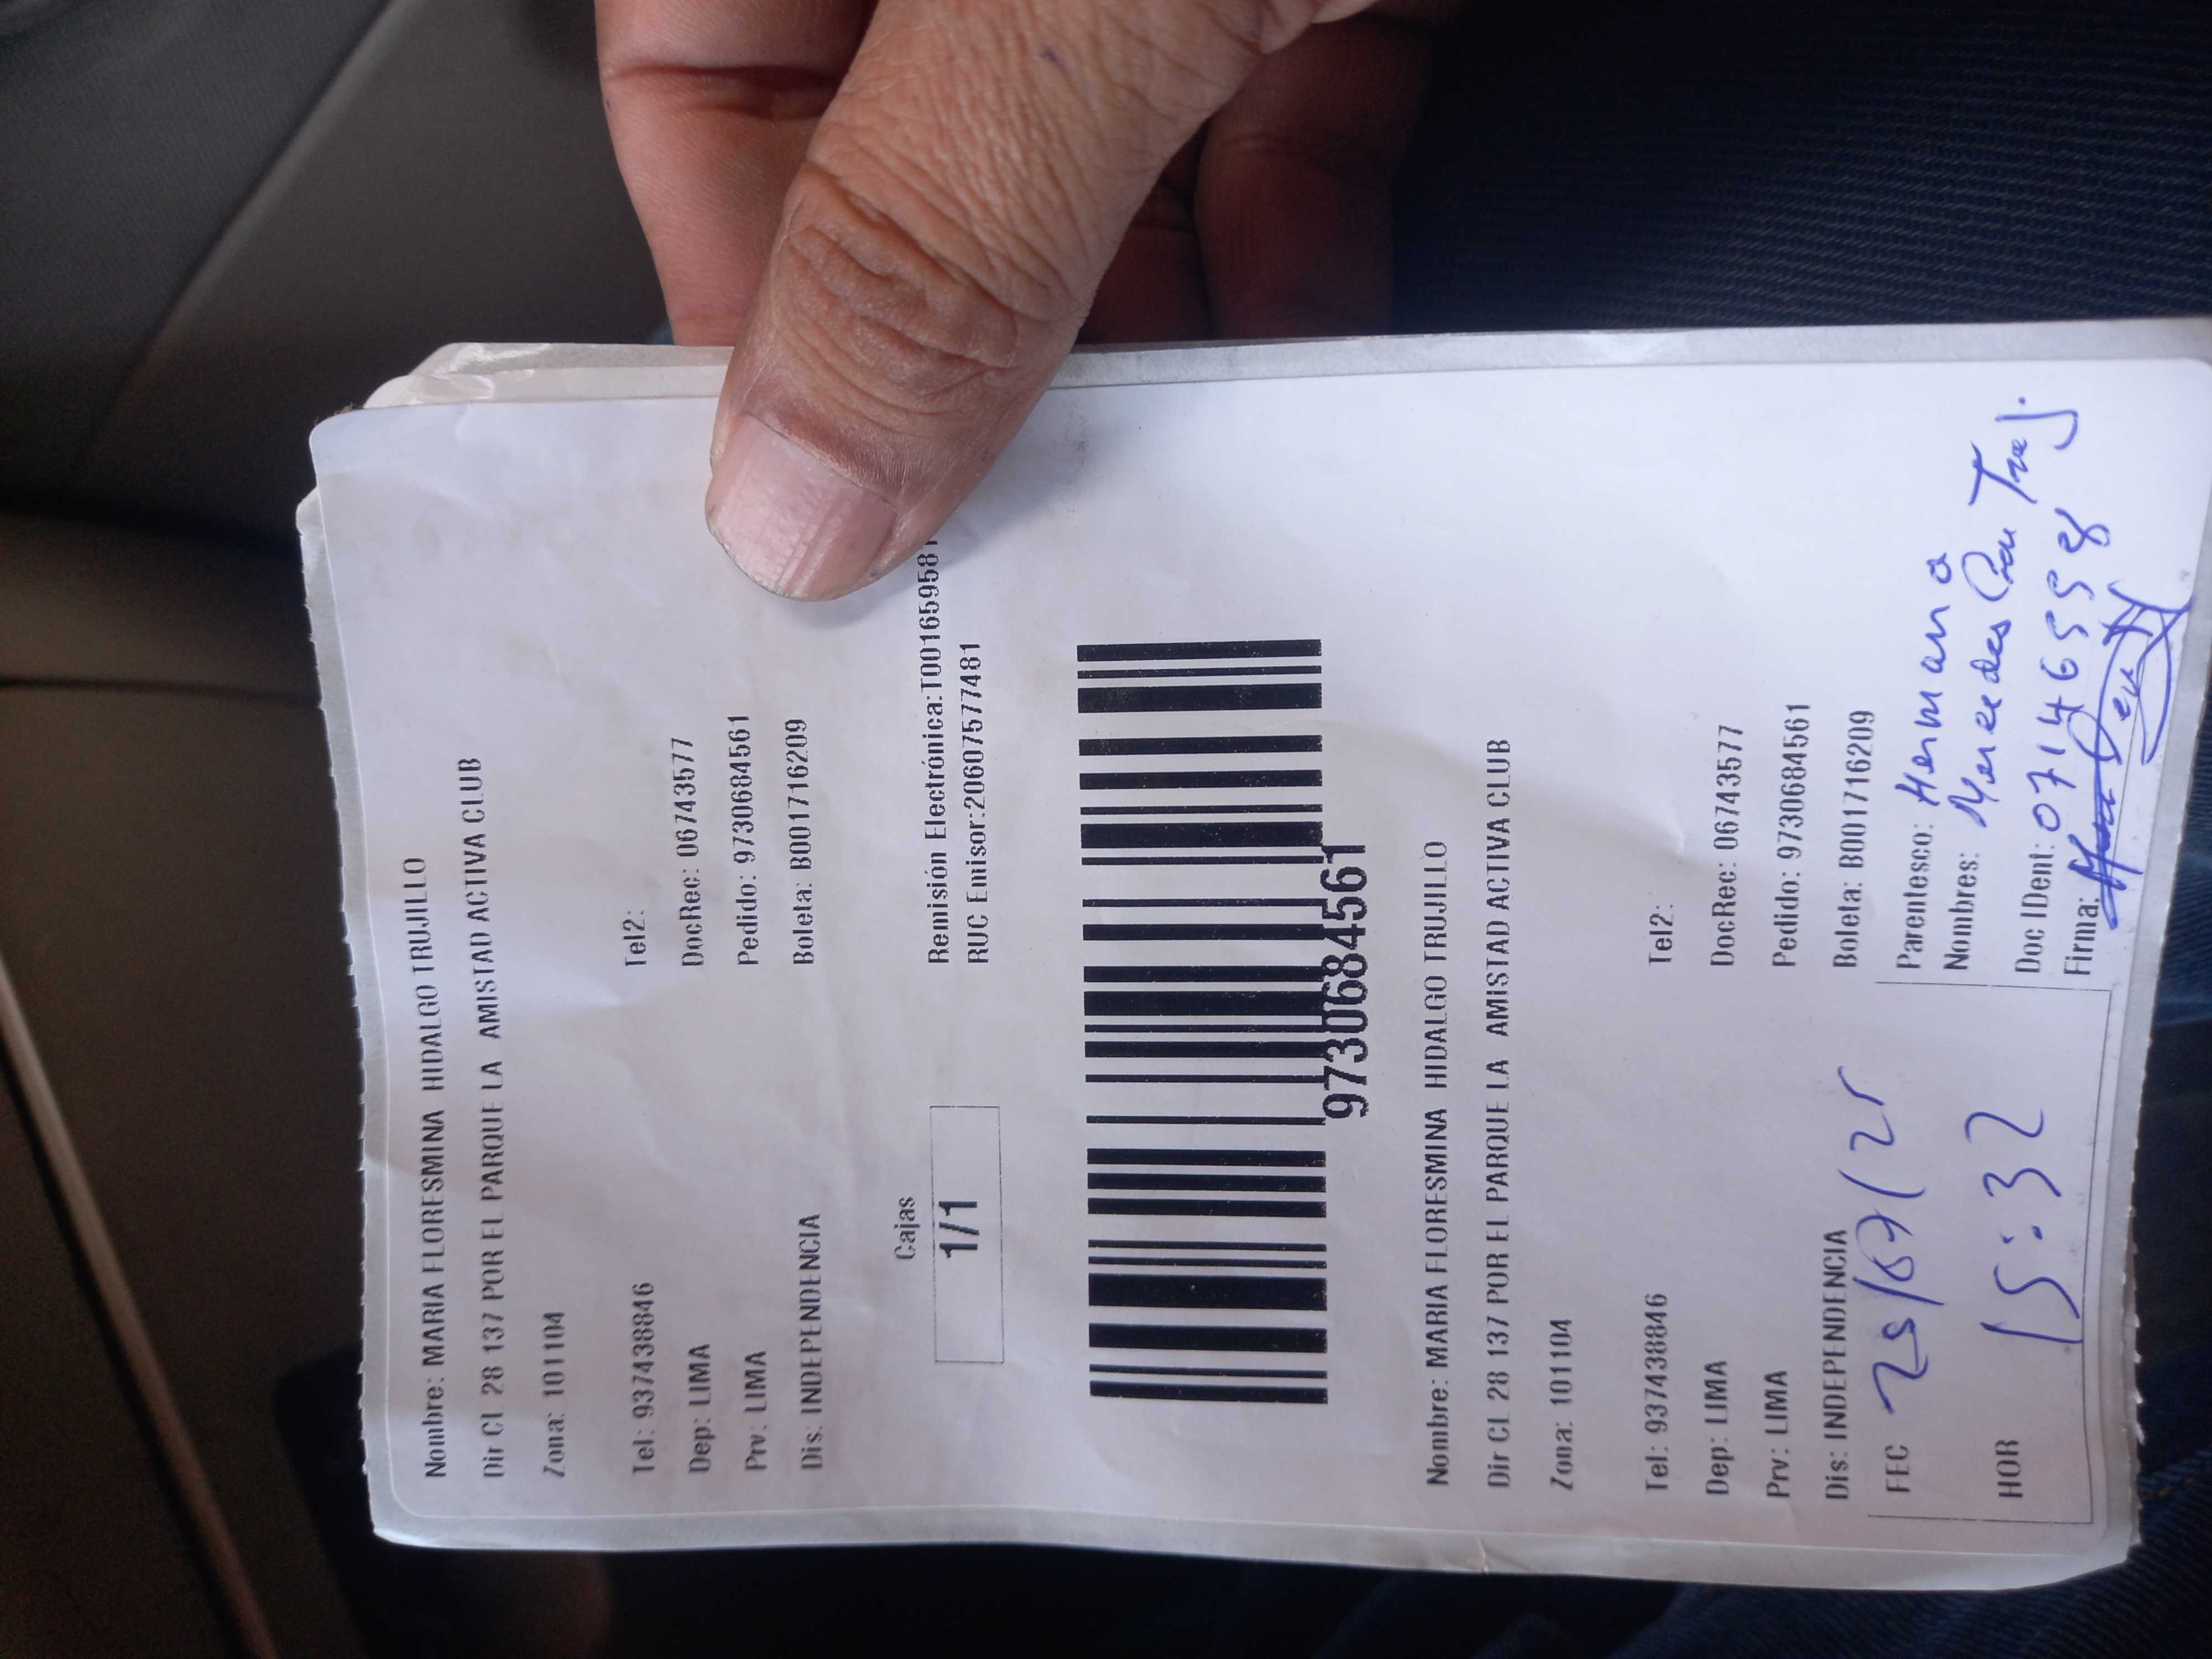 Nombre: MARIA FLORESMINA HIDALGO TRUJILLO
Dir CL 28 137 POR EL PARQUE LA AMISTAD ACTIVA CLUB
Zona: 101104
Tel: 937438846 Tel2:
Dep: LIMA DocRec: 06743577
Prv: LIMA Pedido: 9730684561
Dis: INDEPENDENCIA Boleta: B001716209
Cajas
1/1
Remisión Electrónica:T001659581
RUC Emisor:20607577481
9730684561
Nombre: MARIA FLORESMINA HIDALGO TRUJILLO
Dir CL 28 137 POR EL PARQUE LA AMISTAD ACTIVA CLUB
Zona: 101104
Tel: 937438846 Tel2:
Dep: LIMA DocRec: 06743577
Prv: LIMA Pedido: 9730684561
Dis: INDEPENDENCIA Boleta: B001716209
FEC
HOR 15:32
Parentesco: Hermana
Nombres: Mercedes
Doc IDent:
Firma: